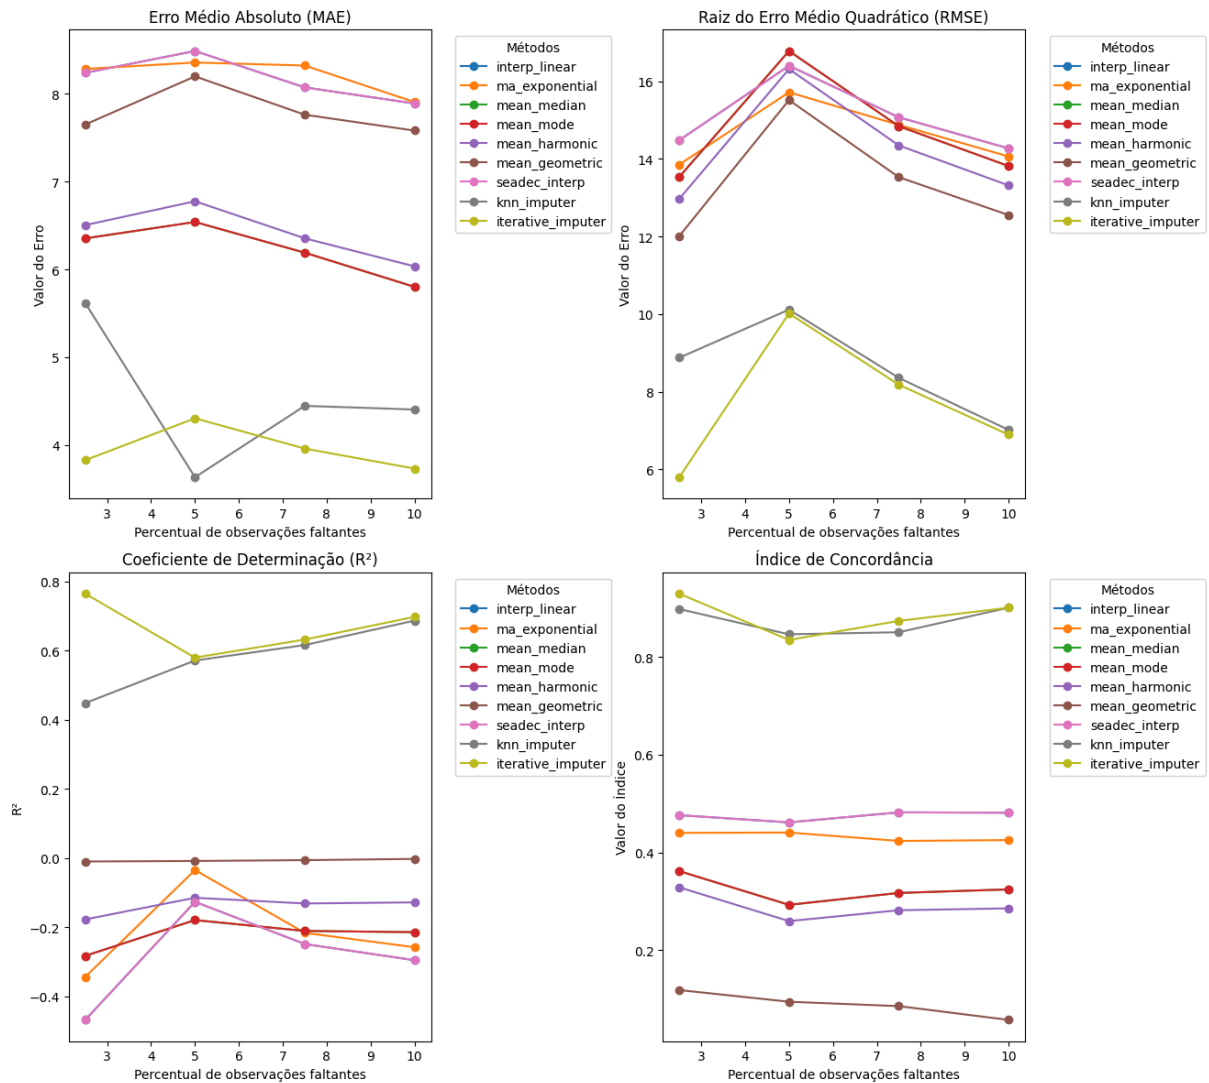 Erro Médio Absoluto (MAE)
Valor do Erro
8
7
6
5
4
3
4
5
6
7
8
9
10
Percentual de observações faltantes
Métodos
interp_linear
ma_exponential
mean_median
mean_mode
mean_harmonic
mean_geometric
seadec_interp
knn_imputer
iterative_imputer
Raiz do Erro Médio Quadrático (RMSE)
Valor do Erro
16
14
12
10
8
6
3
4
5
6
7
8
9
10
Percentual de observações faltantes
Métodos
interp_linear
ma_exponential
mean_median
mean_mode
mean_harmonic
mean_geometric
seadec_interp
knn_imputer
iterative_imputer
Coeficiente de Determinação (R²)
R²
0.8
0.6
0.4
0.2
0.0
−0.2
−0.4
3
4
5
6
7
8
9
10
Percentual de observações faltantes
Métodos
interp_linear
ma_exponential
mean_median
mean_mode
mean_harmonic
mean_geometric
seadec_interp
knn_imputer
iterative_imputer
Índice de Concordância
Valor do Índice
0.8
0.6
0.4
0.2
3
4
5
6
7
8
9
10
Percentual de observações faltantes
Métodos
interp_linear
ma_exponential
mean_median
mean_mode
mean_harmonic
mean_geometric
seadec_interp
knn_imputer
iterative_imputer